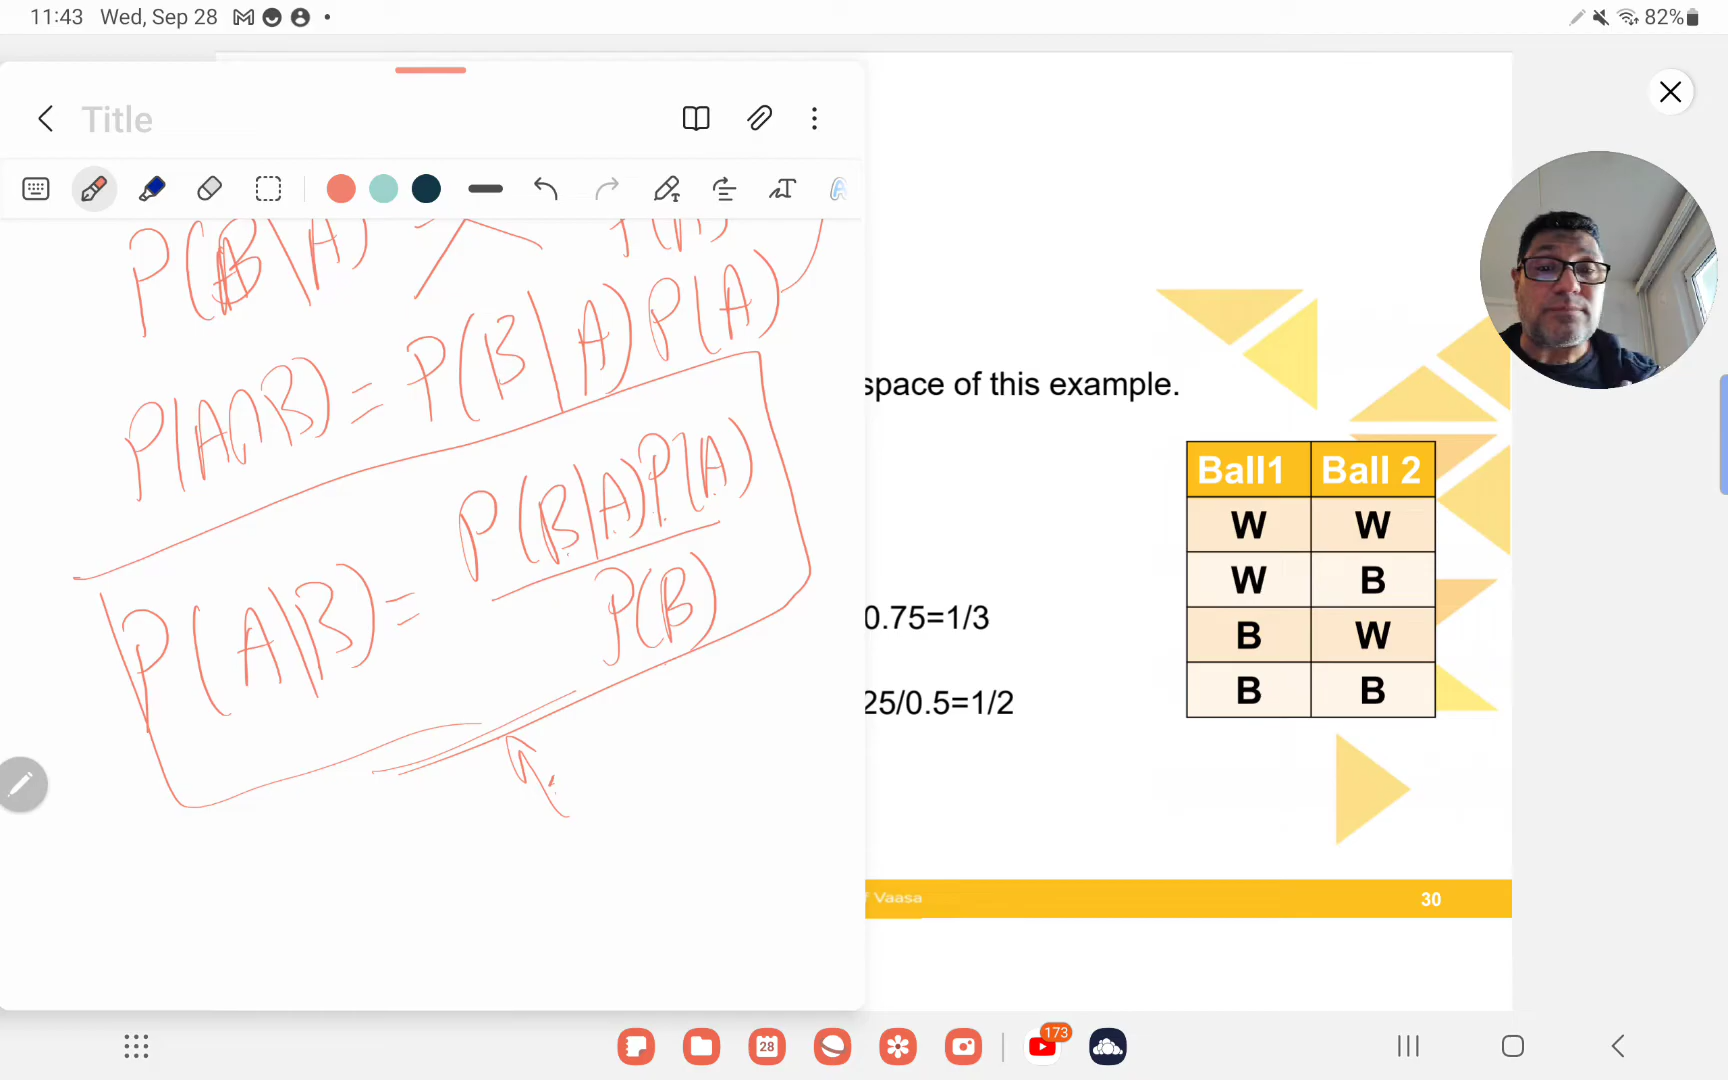 11:43 Wed, Sep 28 82%
Title
P(B|A) =
P(A∩B) = P(B|A)P(A)
P(A|B) = P(B|A)P(A)
P(B)
space of this example.
0.75=1/3
25/0.5=1/2
Ball1 Ball 2
W W
W B
B W
B B
Vaasa 30
28 173